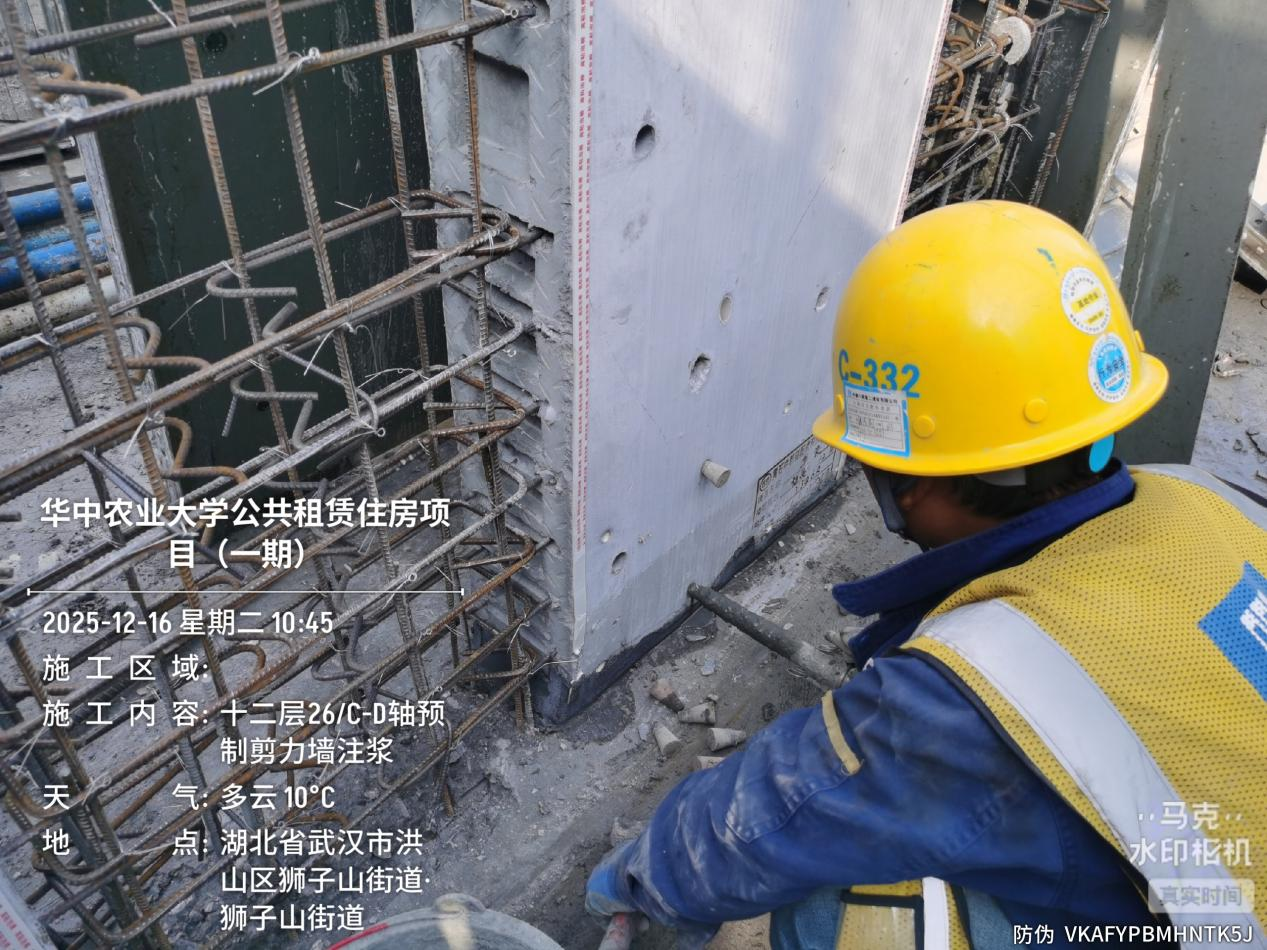 C-332
华中农业大学公共租赁住房项
目（一期）
2025-12-16 星期二 10:45
施工区域:
施工内容: 十二层26/C-D轴预
制剪力墙注浆
天气: 多云 10°C
地点: 湖北省武汉市洪
山区狮子山街道·
狮子山街道
马克
水印相机
真实时间
防伪 VKAFYPBMHNTK5J